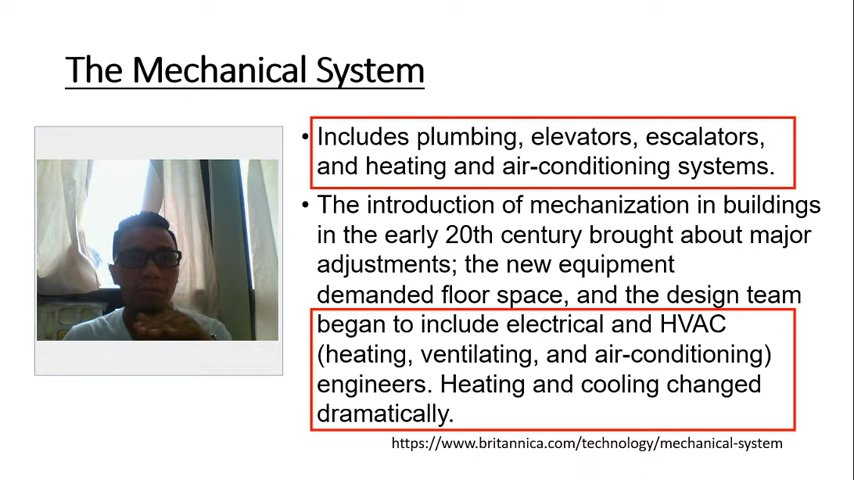 The Mechanical System
• Includes plumbing, elevators, escalators,
and heating and air-conditioning systems.
• The introduction of mechanization in buildings
in the early 20th century brought about major
adjustments; the new equipment
demanded floor space, and the design team
began to include electrical and HVAC
(heating, ventilating, and air-conditioning)
engineers. Heating and cooling changed
dramatically.
https://www.britannica.com/technology/mechanical-system